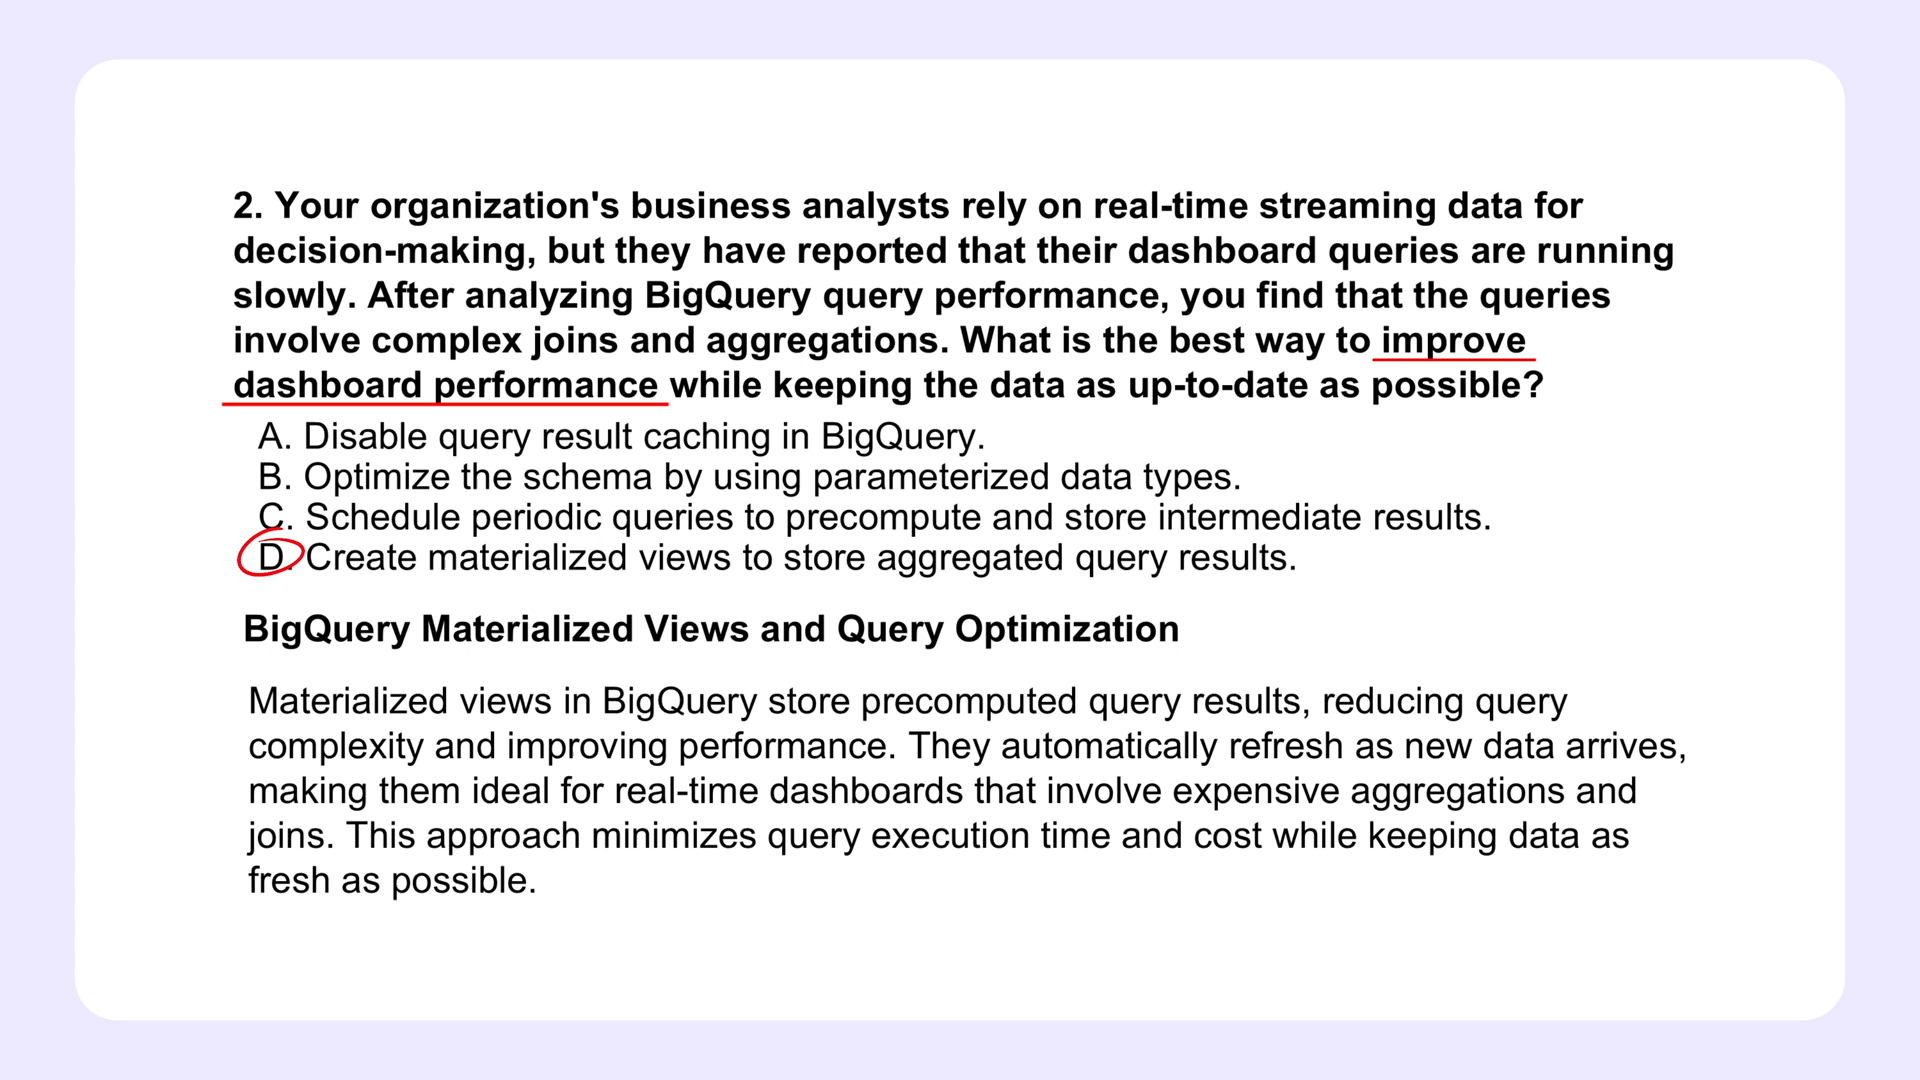 2. Your organization's business analysts rely on real-time streaming data for
decision-making, but they have reported that their dashboard queries are running
slowly. After analyzing BigQuery query performance, you find that the queries
involve complex joins and aggregations. What is the best way to improve
dashboard performance while keeping the data as up-to-date as possible?
A. Disable query result caching in BigQuery.
B. Optimize the schema by using parameterized data types.
C. Schedule periodic queries to precompute and store intermediate results.
D. Create materialized views to store aggregated query results.
BigQuery Materialized Views and Query Optimization
Materialized views in BigQuery store precomputed query results, reducing query
complexity and improving performance. They automatically refresh as new data arrives,
making them ideal for real-time dashboards that involve expensive aggregations and
joins. This approach minimizes query execution time and cost while keeping data as
fresh as possible.